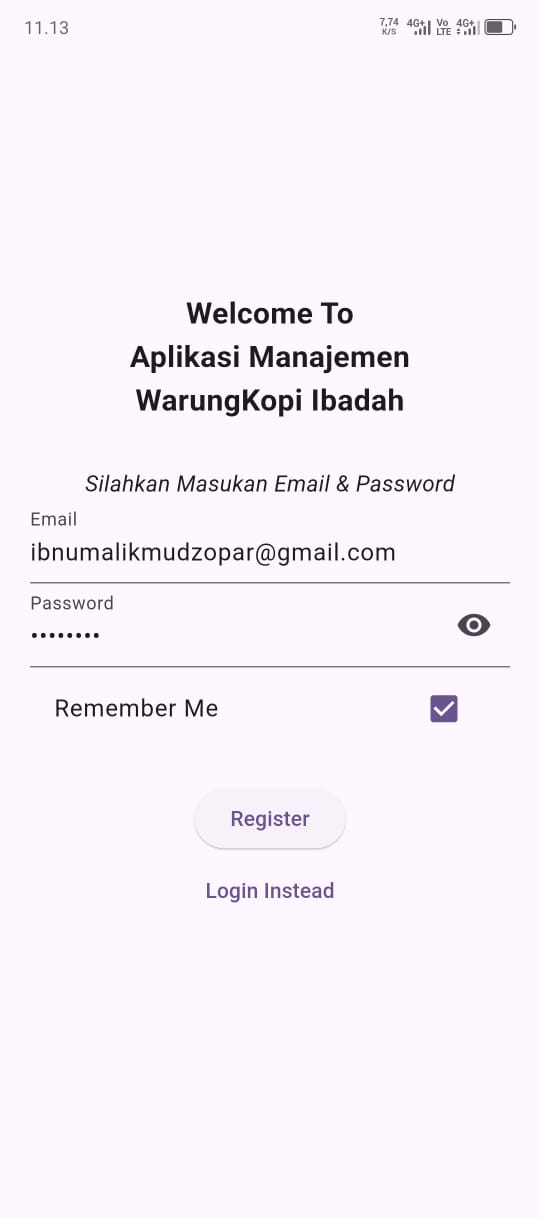 11.13
7,74 K/S 4G+ Vo LTE 4G+
Welcome To
Aplikasi Manajemen
WarungKopi Ibadah
Silahkan Masukan Email & Password
Email
ibnumalikmudzopar@gmail.com
Password
••••••••
Remember Me
Register
Login Instead